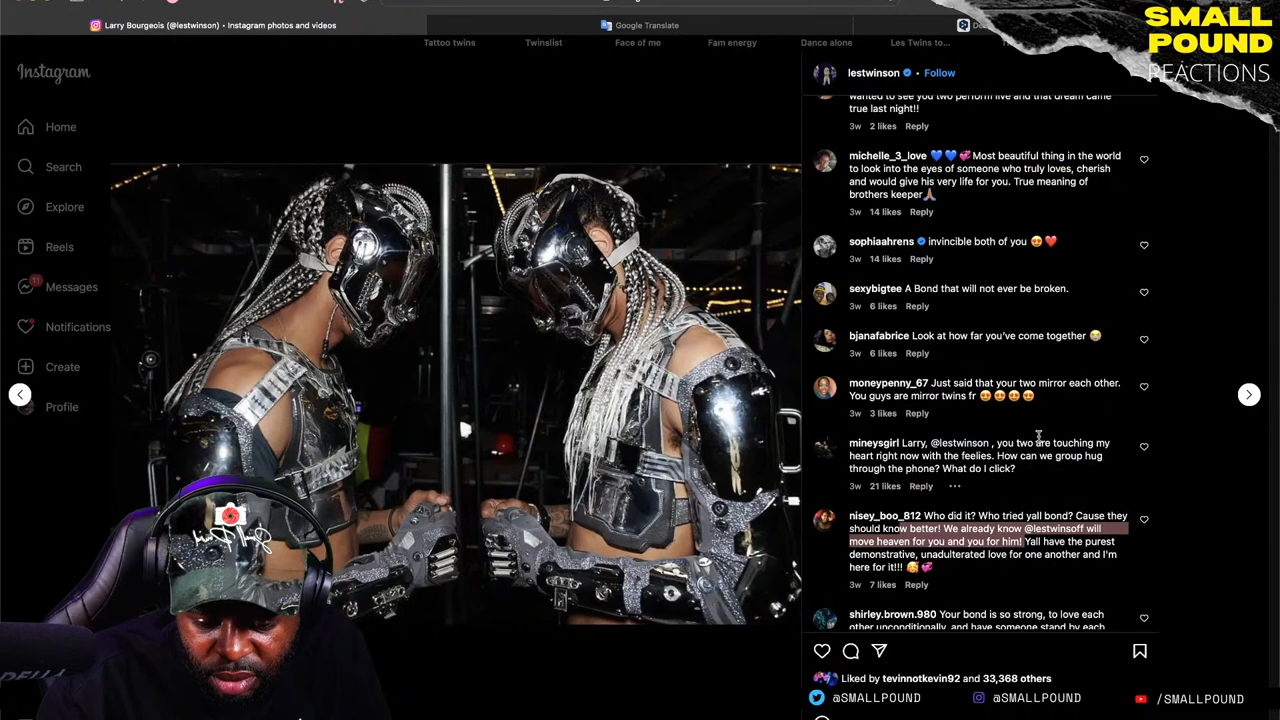 Larry Bourgeois (@lestwinson) • Instagram photos and videos
Google Translate
SMALL
POUND
REACTIONS
Tattoo twins
Twinslist
Face of me
Fam energy
Dance alone
Les Twins to...
Instagram
Home
Search
Explore
Reels
11
Messages
Notifications
Create
Profile
lestwinson • Follow
wanted to see you two perform live and that dream came
true last night!!
3w 2 likes Reply
michelle_3_love 💙💙💞Most beautiful thing in the world
to look into the eyes of someone who truly loves, cherish
and would give his very life for you. True meaning of
brothers keeper🙏🏾
3w 14 likes Reply
sophiaahrens invincible both of you 😍❤️
3w 14 likes Reply
sexybigtee A Bond that will not ever be broken.
3w 6 likes Reply
bjanafabrice Look at how far you've come together 😭
3w 6 likes Reply
moneypenny_67 Just said that your two mirror each other.
You guys are mirror twins fr 😍😍😍😍
3w 3 likes Reply
mineysgirl Larry, @lestwinson , you two are touching my
heart right now with the feelies. How can we group hug
through the phone? What do I click?
3w 21 likes Reply •••
nisey_boo_812 Who did it? Who tried yall bond? Cause they
should know better! We already know @lestwinsoff will
move heaven for you and you for him! Yall have the purest
demonstrative, unadulterated love for one another and I'm
here for it!!! 🥰💞
3w 7 likes Reply
shirley.brown.980 Your bond is so strong, to love each
other unconditionally, and have someone stand by each
Liked by tevinnotkevin92 and 33,368 others
@SMALLPOUND @SMALLPOUND /SMALLPOUND